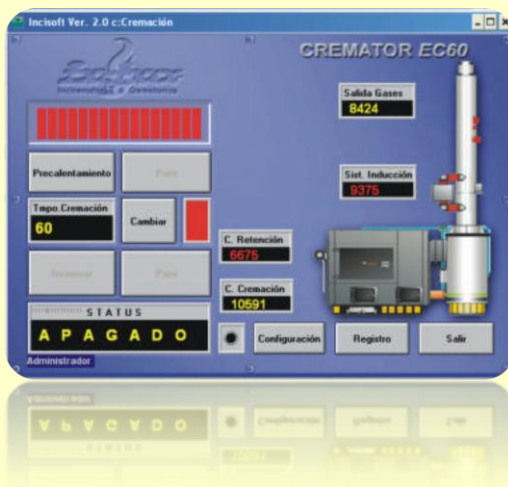 Incisoft Ver. 2.0 c:Cremación
CREMATOR EC60
Salida Gases
8424
Precalentamiento
Paro
Sist. Inducción
9375
Tmpo.Cremación
60
Cambiar
C. Retención
6675
Incinerar
Paro
C. Cremación
10591
STATUS
APAGADO
Configuración
Registro
Salir
Administrador